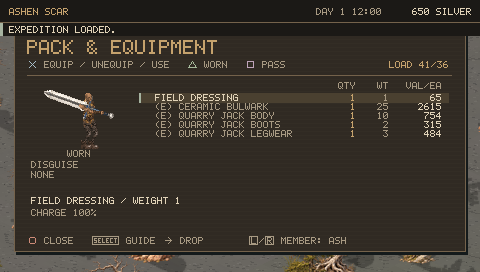 ASHEN SCAR DAY 1 12:00 650 SILVER
EXPEDITION LOADED.
PACK & EQUIPMENT
EQUIP / UNEQUIP / USE WORN PASS LOAD 41/36
QTY WT VAL/EA
FIELD DRESSING 1 1 65
(E) CERAMIC BULWARK 1 25 2615
(E) QUARRY JACK BODY 1 10 754
(E) QUARRY JACK BOOTS 1 2 315
(E) QUARRY JACK LEGWEAR 1 3 484
WORN
DISGUISE
NONE
FIELD DRESSING / WEIGHT 1
CHARGE 100%
CLOSE SELECT GUIDE → DROP L/R MEMBER: ASH